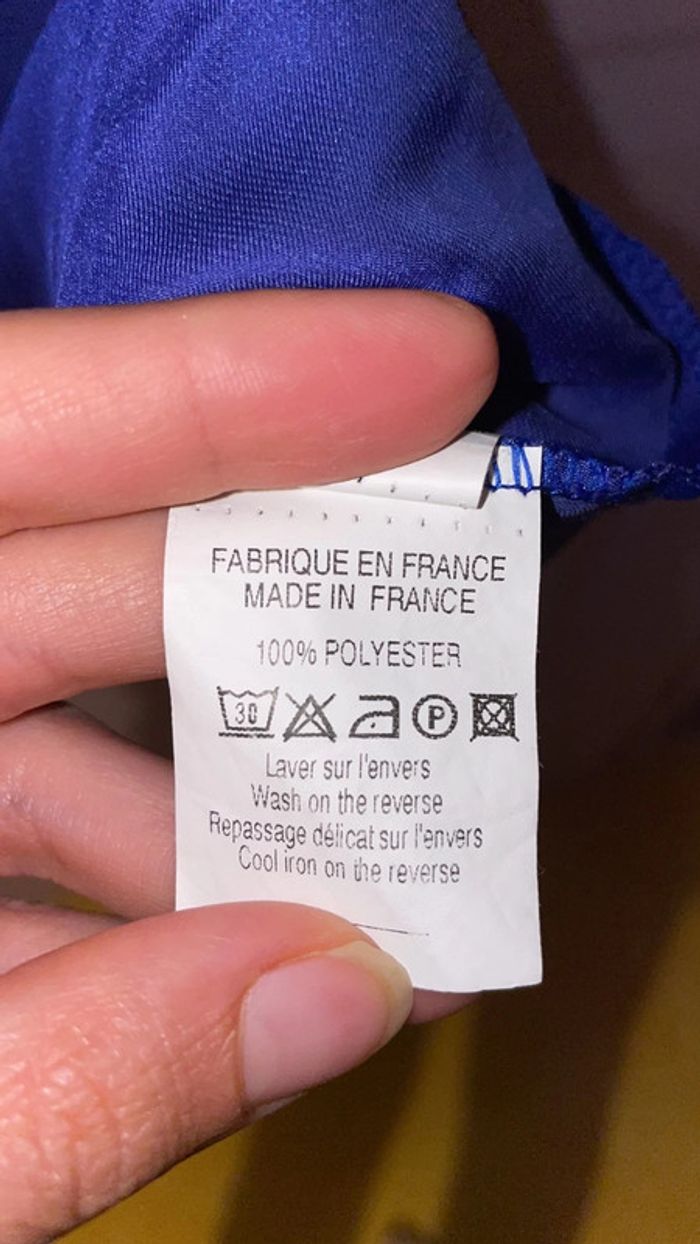 FABRIQUE EN FRANCE
MADE IN FRANCE
100% POLYESTER
30 P
Laver sur l'envers
Wash on the reverse
Repassage délicat sur l'envers
Cool iron on the reverse